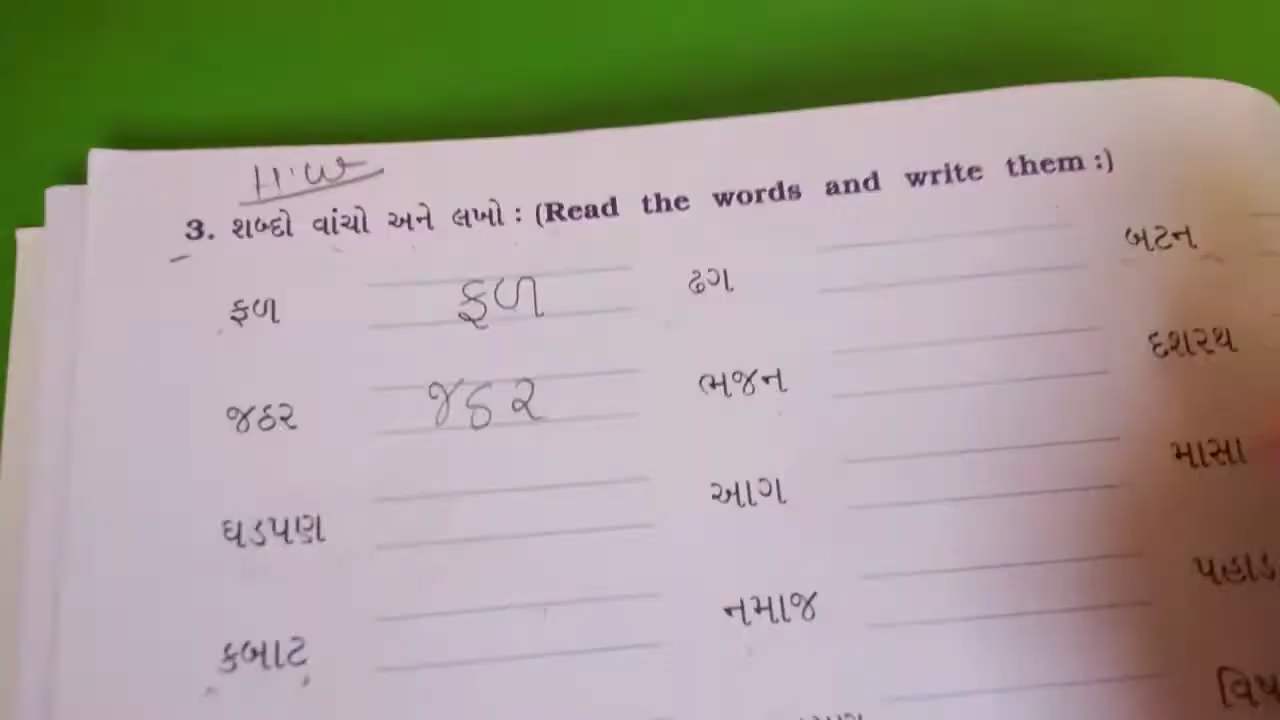 H.W
3. શબ્દો વાંચો અને લખો : (Read the words and write them :)
ફળ ફળ ઢગ બટન
જઠર જઠર ભજન દશરથ
ઘડપણ આગ માસા
કબાટ નમાજ પહાડ